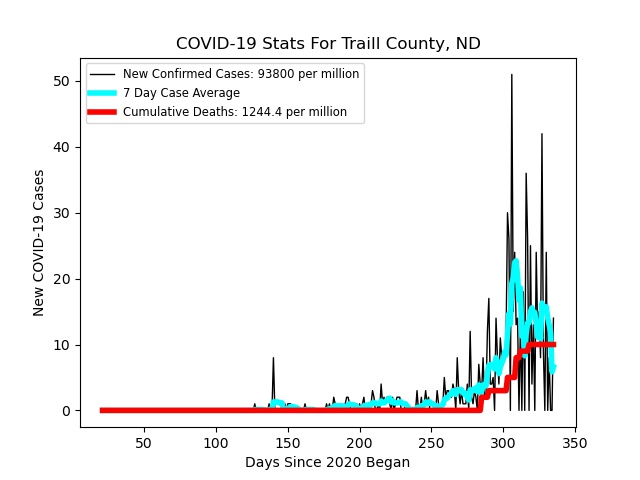 COVID-19 Stats For Traill County, ND
New Confirmed Cases: 93800 per million
7 Day Case Average
Cumulative Deaths: 1244.4 per million
New COVID-19 Cases
50
40
30
20
10
0
50 100 150 200 250 300 350
Days Since 2020 Began